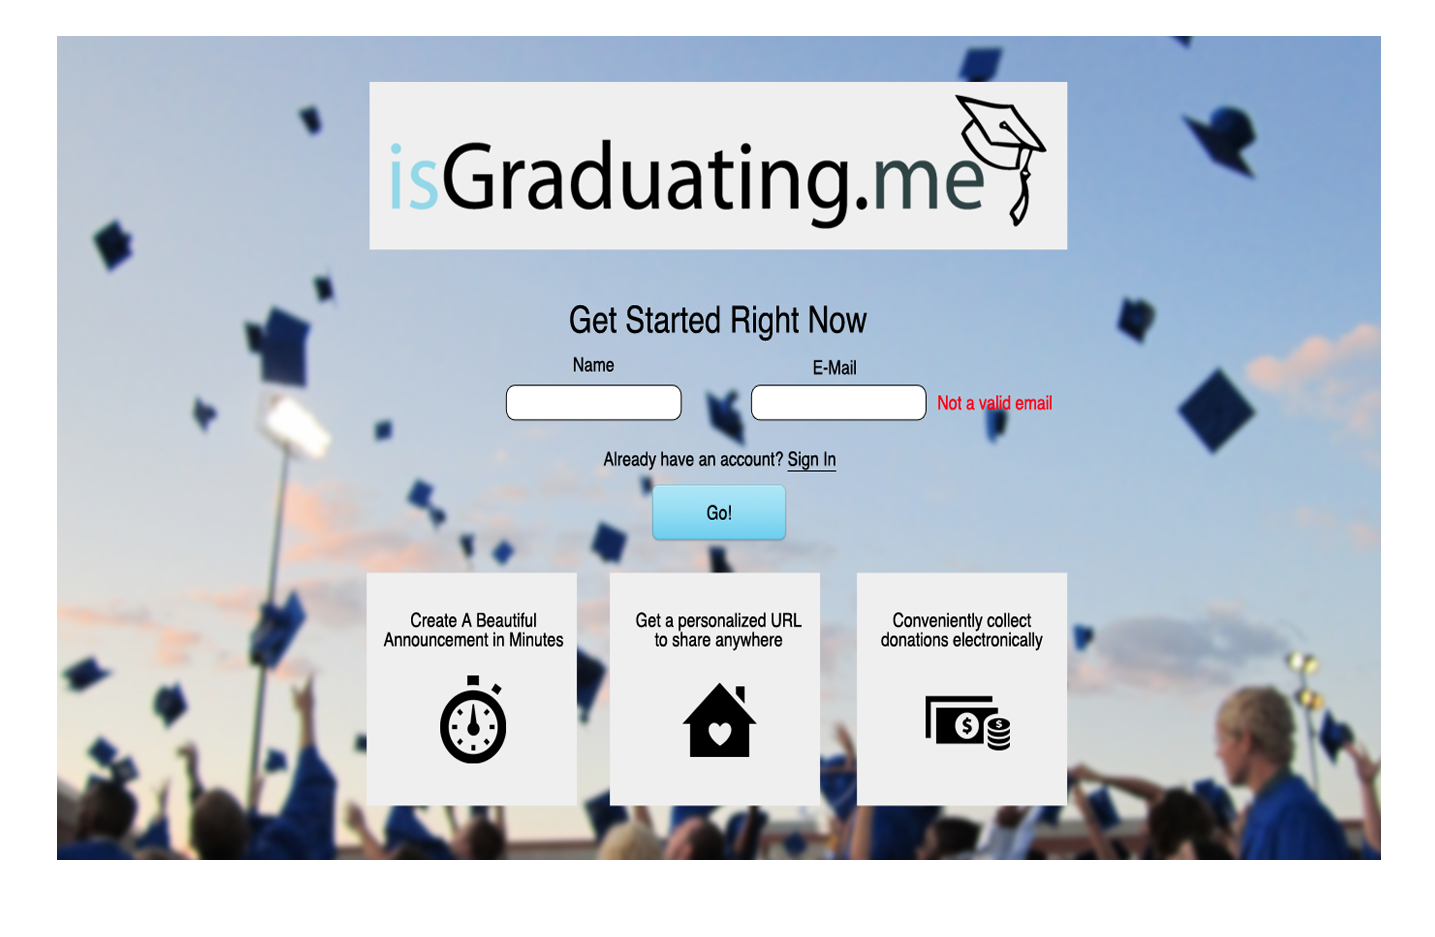 isGraduating.me
Get Started Right Now
Name
E-Mail
Not a valid email
Already have an account? Sign In
Go!
Create A Beautiful
Announcement in Minutes
Get a personalized URL
to share anywhere
Conveniently collect
donations electronically
$
$